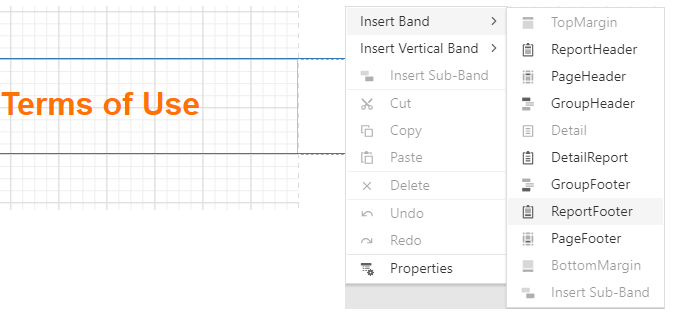 Terms of Use
Insert Band
Insert Vertical Band
Insert Sub-Band
Cut
Copy
Paste
Delete
Undo
Redo
Properties
TopMargin
ReportHeader
PageHeader
GroupHeader
Detail
DetailReport
GroupFooter
ReportFooter
PageFooter
BottomMargin
Insert Sub-Band